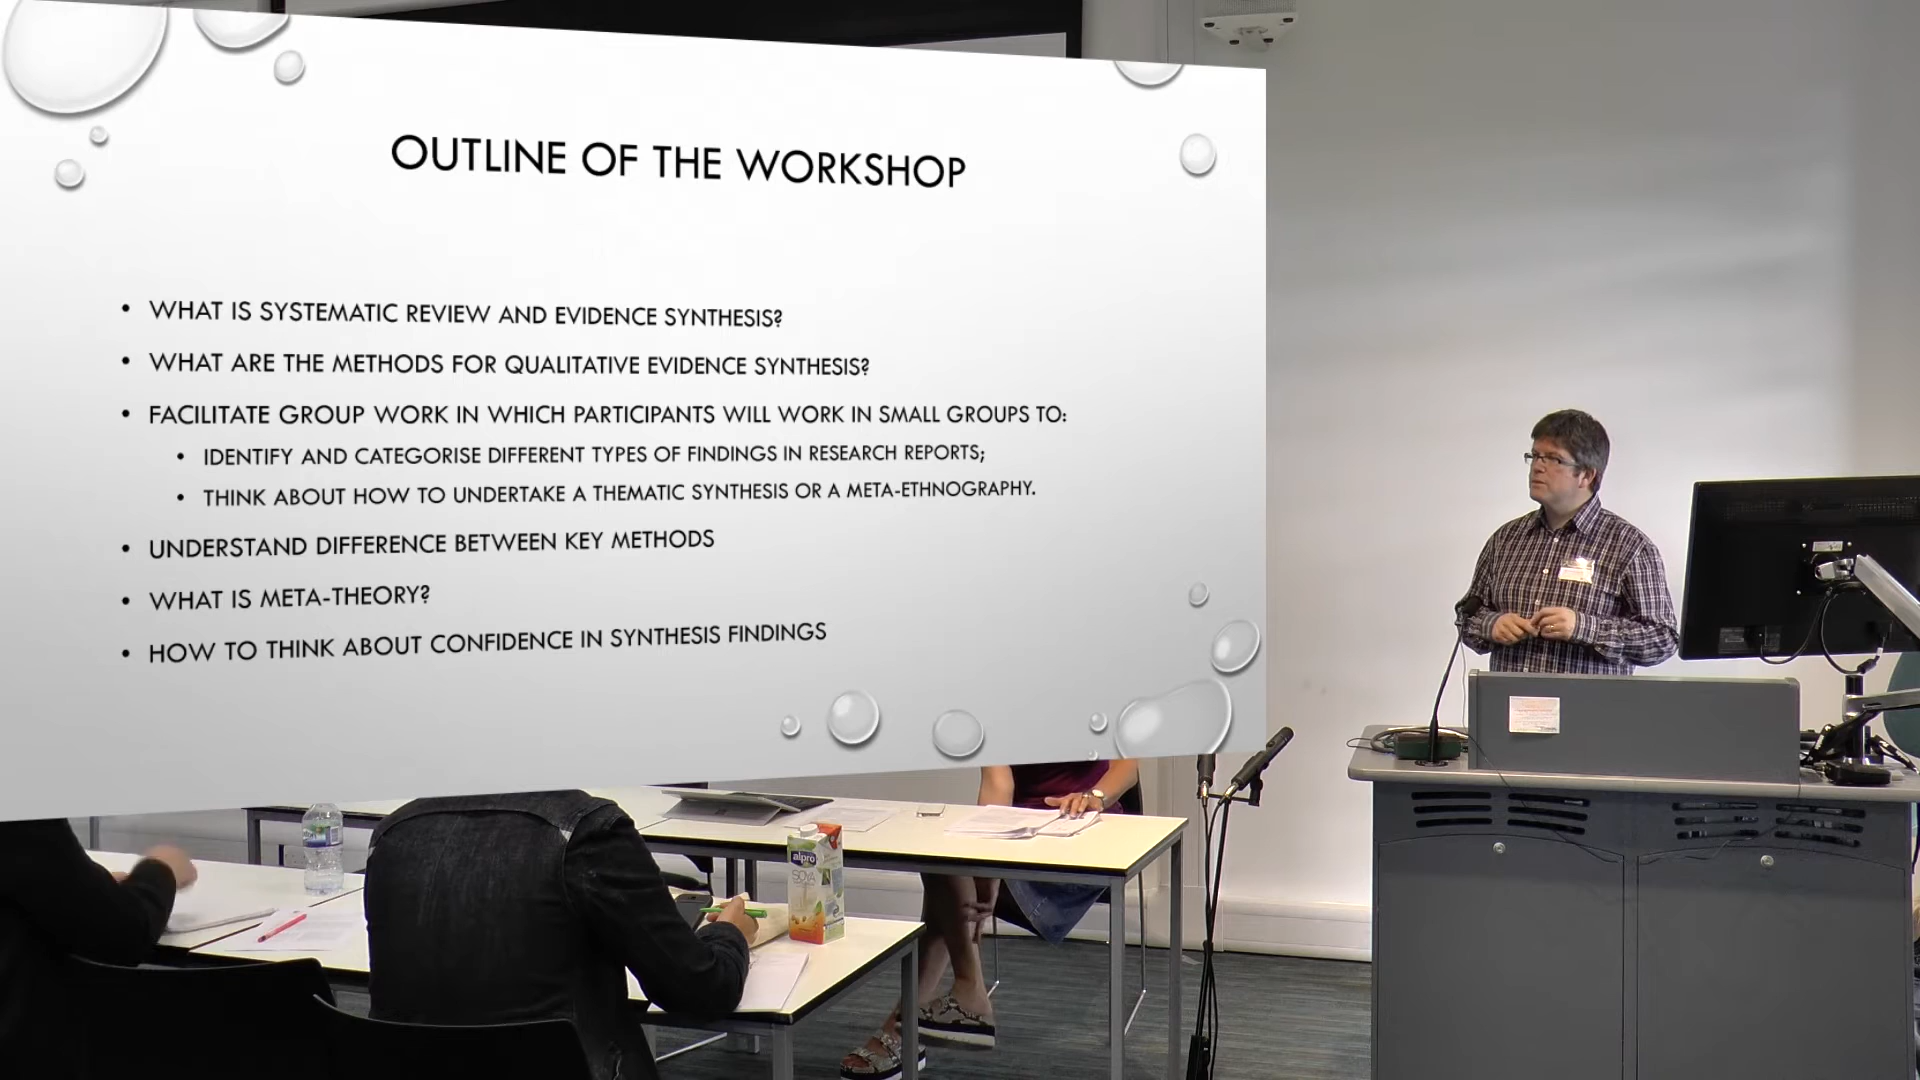 OUTLINE OF THE WORKSHOP
• WHAT IS SYSTEMATIC REVIEW AND EVIDENCE SYNTHESIS?
• WHAT ARE THE METHODS FOR QUALITATIVE EVIDENCE SYNTHESIS?
• FACILITATE GROUP WORK IN WHICH PARTICIPANTS WILL WORK IN SMALL GROUPS TO:
• IDENTIFY AND CATEGORISE DIFFERENT TYPES OF FINDINGS IN RESEARCH REPORTS;
• THINK ABOUT HOW TO UNDERTAKE A THEMATIC SYNTHESIS OR A META-ETHNOGRAPHY.
• UNDERSTAND DIFFERENCE BETWEEN KEY METHODS
• WHAT IS META-THEORY?
• HOW TO THINK ABOUT CONFIDENCE IN SYNTHESIS FINDINGS
alpro
SOYA